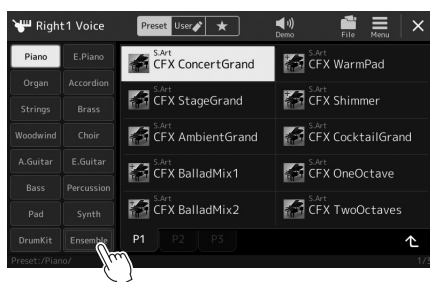 Right1 Voice
Preset User ★ Demo File Menu
Piano E.Piano
Organ Accordion
Strings Brass
Woodwind Choir
A.Guitar E.Guitar
Bass Percussion
Pad Synth
DrumKit Ensemble
S.Art
CFX ConcertGrand
S.Art
CFX WarmPad
S.Art
CFX StageGrand
S.Art
CFX Shimmer
S.Art
CFX AmbientGrand
S.Art
CFX CocktailGrand
S.Art
CFX BalladMix1
S.Art
CFX OneOctave
S.Art
CFX BalladMix2
S.Art
CFX TwoOctaves
P1 P2 P3
Preset:/Piano/ 1/3